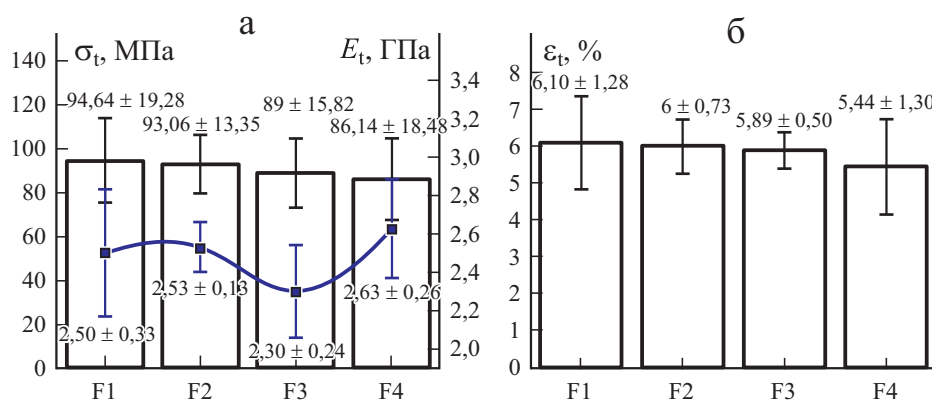 а
σt, МПа
Et, ГПа
140
120
100
80
60
40
20
0
94,64 ± 19,28
93,06 ± 13,35
89 ± 15,82
86,14 ± 18,48
2,50 ± 0,33
2,53 ± 0,13
2,30 ± 0,24
2,63 ± 0,26
3,4
3,2
3,0
2,8
2,6
2,4
2,2
2,0
F1 F2 F3 F4
б
εt, %
8
7
6
5
4
3
2
1
0
6,10 ± 1,28
6 ± 0,73
5,89 ± 0,50
5,44 ± 1,30
F1 F2 F3 F4